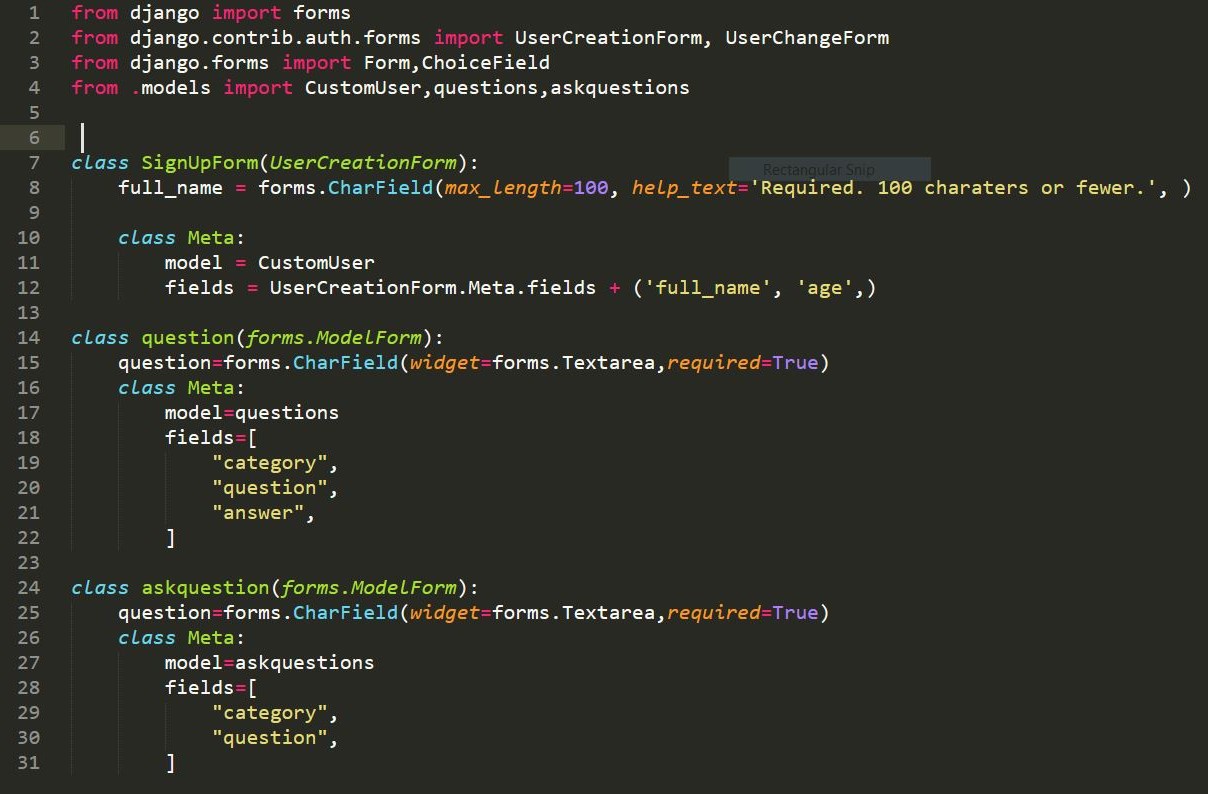 1 from django import forms
2 from django.contrib.auth.forms import UserCreationForm, UserChangeForm
3 from django.forms import Form,ChoiceField
4 from .models import CustomUser,questions,askquestions
5
6
7 class SignUpForm(UserCreationForm):
Rectangular Snip
8     full_name = forms.CharField(max_length=100, help_text='Required. 100 charaters or fewer.', )
9
10     class Meta:
11         model = CustomUser
12         fields = UserCreationForm.Meta.fields + ('full_name', 'age',)
13
14 class question(forms.ModelForm):
15     question=forms.CharField(widget=forms.Textarea,required=True)
16     class Meta:
17         model=questions
18         fields=[
19             "category",
20             "question",
21             "answer",
22         ]
23
24 class askquestion(forms.ModelForm):
25     question=forms.CharField(widget=forms.Textarea,required=True)
26     class Meta:
27         model=askquestions
28         fields=[
29             "category",
30             "question",
31         ]